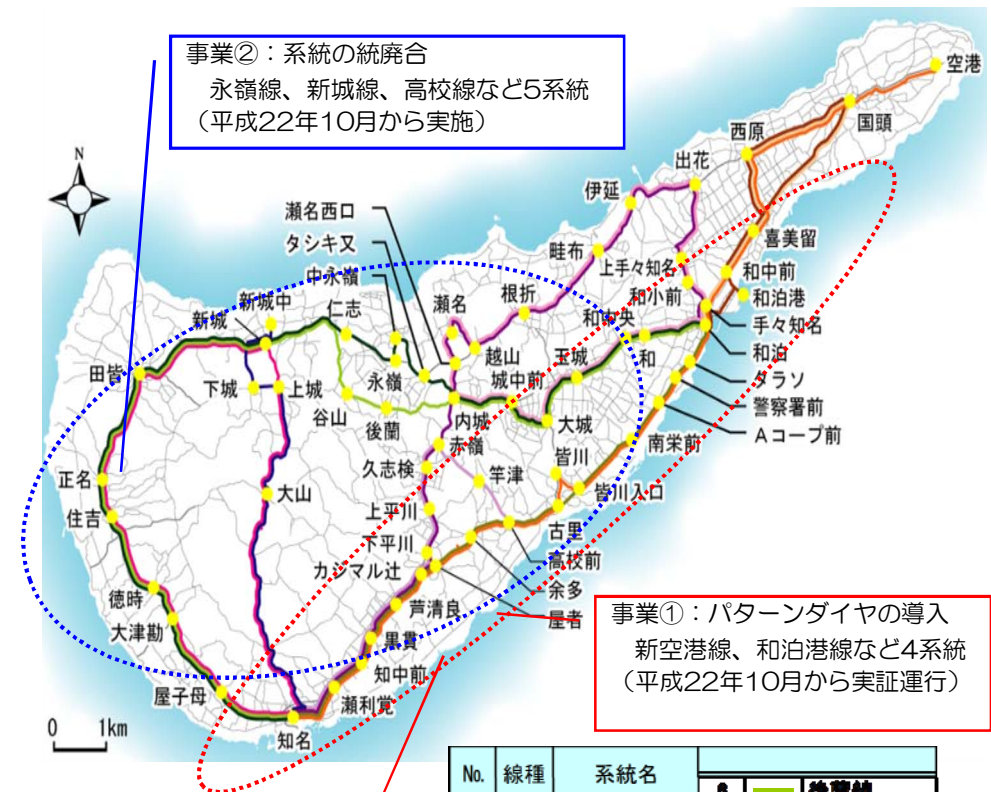 事業②：系統の統廃合
永嶺線、新城線、高校線など5系統
（平成22年10月から実施）
空港
国頭
西原
出花
伊延
N
瀬名西口
タシキ又
中永嶺
畦布
上手々知名
喜美留
和中前
和泊港
和小前
手々知名
和泊
新城中
新城
仁志
瀬名
根折
和中央
和
玉城
越山
城中前
タラソ
警察署前
Aコープ前
田皆
下城
上城
永嶺
谷山
後蘭
内城
大城
南栄前
赤嶺
皆川
皆川入口
久志検
竿津
正名
大山
住吉
上平川
古里
下平川
高校前
カシマル辻
余多
屋者
徳時
芦清良
大津勘
黒貫
知中前
屋子母
瀬利覚
知名
0 1km
事業①：パターンダイヤの導入
新空港線、和泊港線など4系統
（平成22年10月から実証運行）
No. 線種 系統名